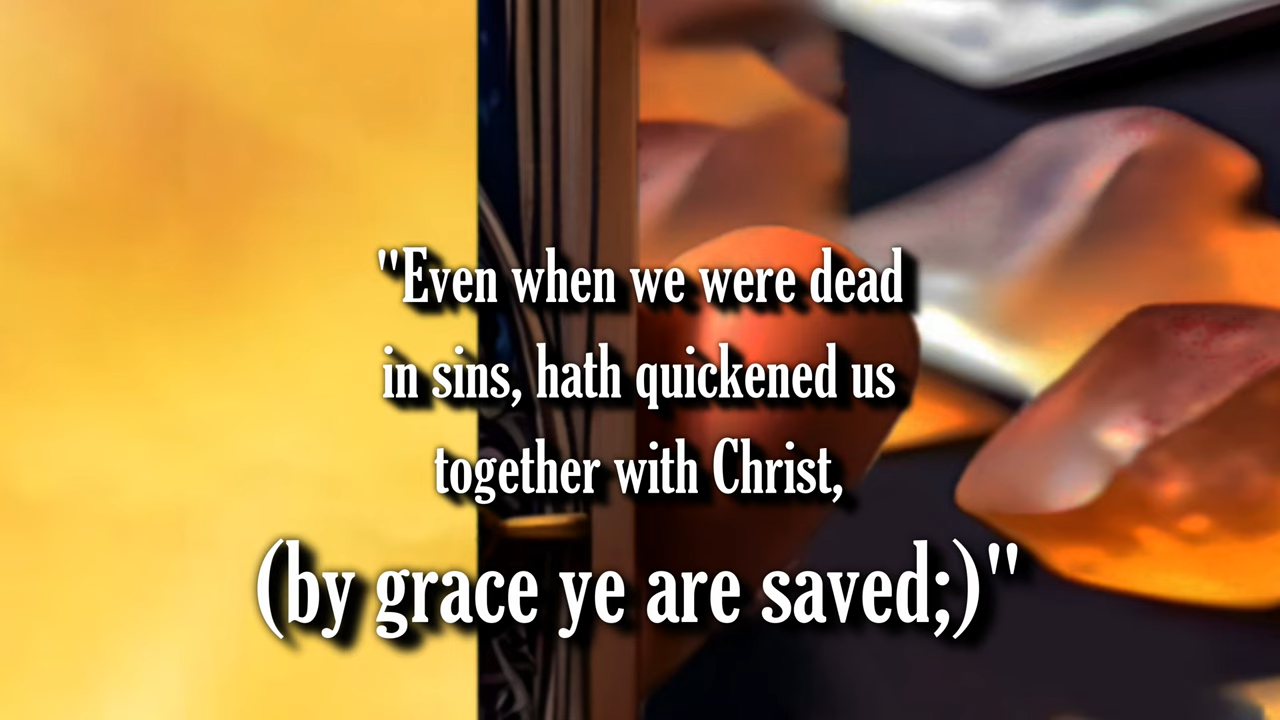 "Even when we were dead
in sins, hath quickened us
together with Christ,
(by grace ye are saved;)"